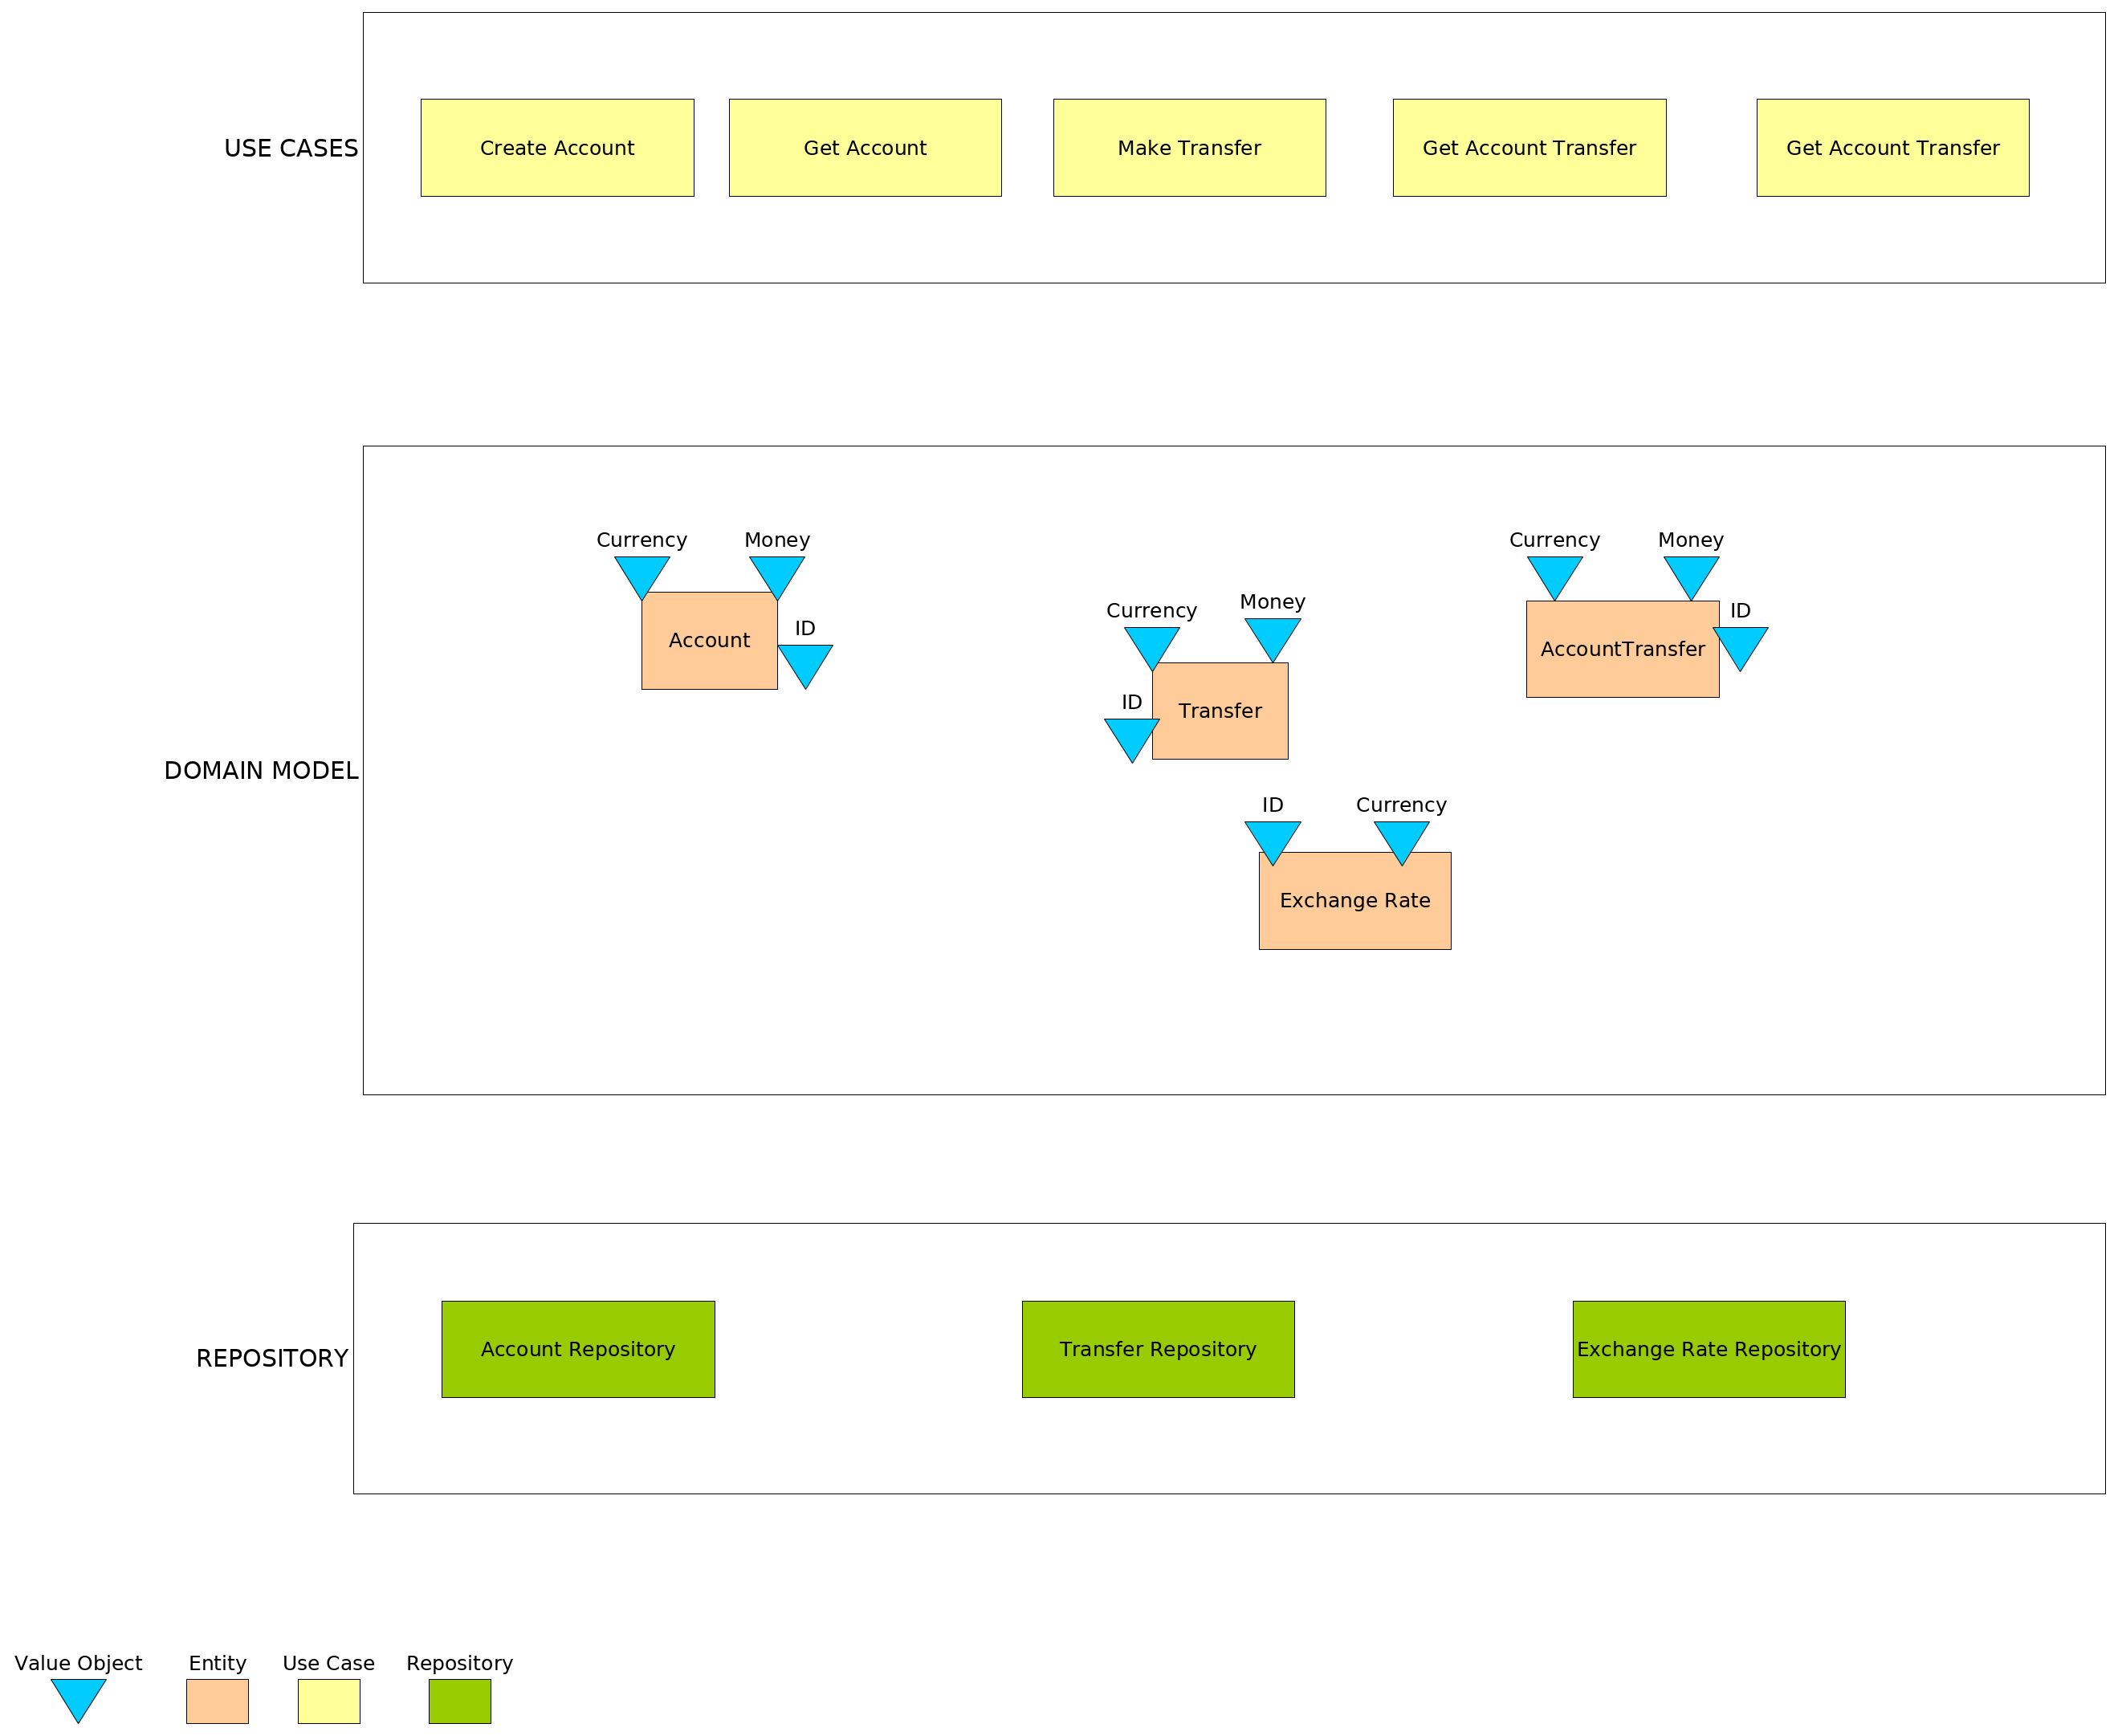 USE CASES
Create Account
Get Account
Make Transfer
Get Account Transfer
Get Account Transfer
DOMAIN MODEL
Currency
Money
ID
Account
Currency
Money
ID
Transfer
Currency
Money
ID
AccountTransfer
ID
Currency
Exchange Rate
REPOSITORY
Account Repository
Transfer Repository
Exchange Rate Repository
Value Object
Entity
Use Case
Repository